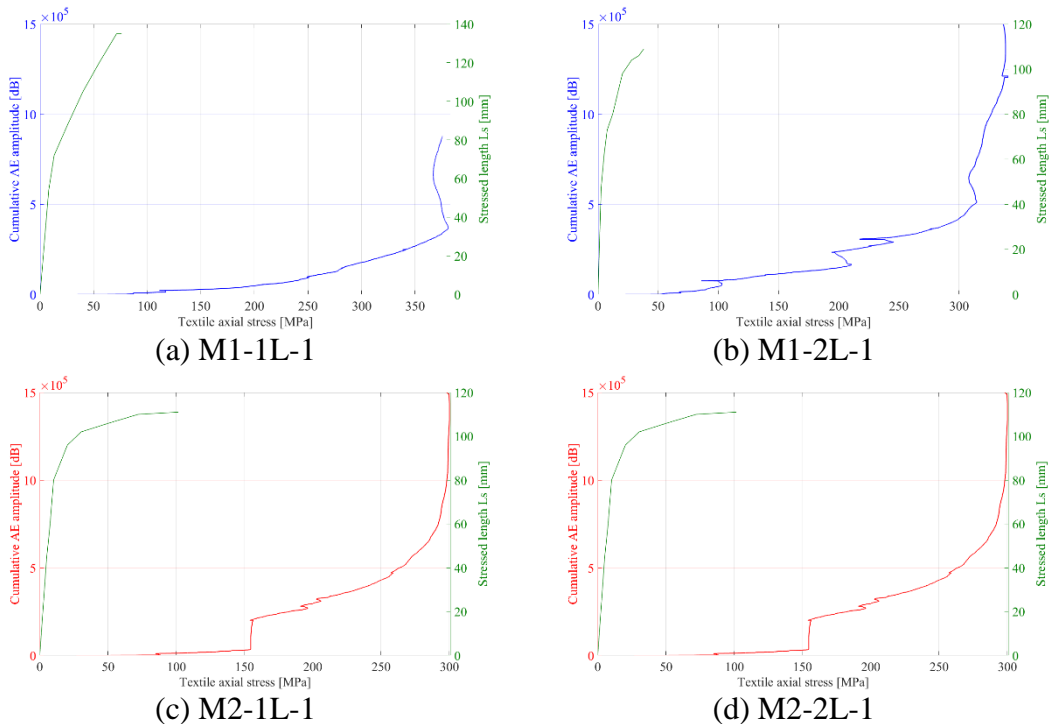 15 ×10⁵ 140
120
10 100
80
60
5 40
20
0 0
0 50 100 150 200 250 300 350
Cumulative AE amplitude [dB]
Stressed length Ls [mm]
Textile axial stress [MPa]
(a) M1-1L-1
15 ×10⁵ 120
100
10 80
60
5 40
20
0 0
0 50 100 150 200 250 300
Cumulative AE amplitude [dB]
Stressed length Ls [mm]
Textile axial stress [MPa]
(b) M1-2L-1
15 ×10⁵ 120
100
10 80
60
5 40
20
0 0
0 50 100 150 200 250 300
Cumulative AE amplitude [dB]
Stressed length Ls [mm]
Textile axial stress [MPa]
(c) M2-1L-1
15 ×10⁵ 120
100
10 80
60
5 40
20
0 0
0 50 100 150 200 250 300
Cumulative AE amplitude [dB]
Stressed length Ls [mm]
Textile axial stress [MPa]
(d) M2-2L-1